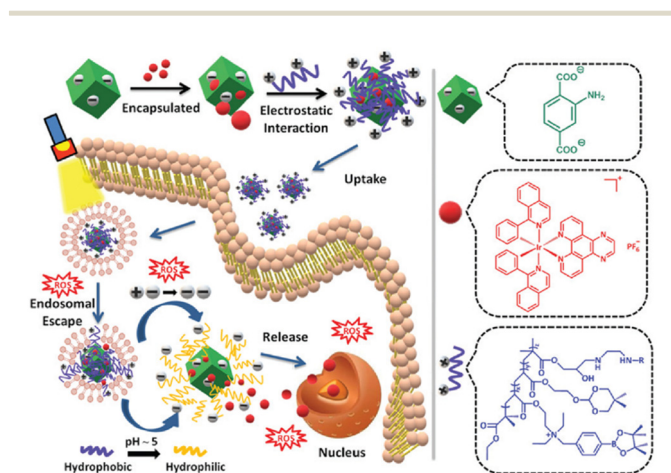 Encapsulated
Electrostatic
Interaction
Uptake
ROS
Endosomal
Escape
ROS
Release
ROS
ROS
pH ~ 5
Hydrophobic
Hydrophilic
Nucleus
COO⊖
NH₂
COO⊖
+
N
N
N
Ir
N
N
N
PF₆⁻
O
O
OH
N
H
HN-R
O
O
O
O
O
O
O
O
O
N
+
B
O
O